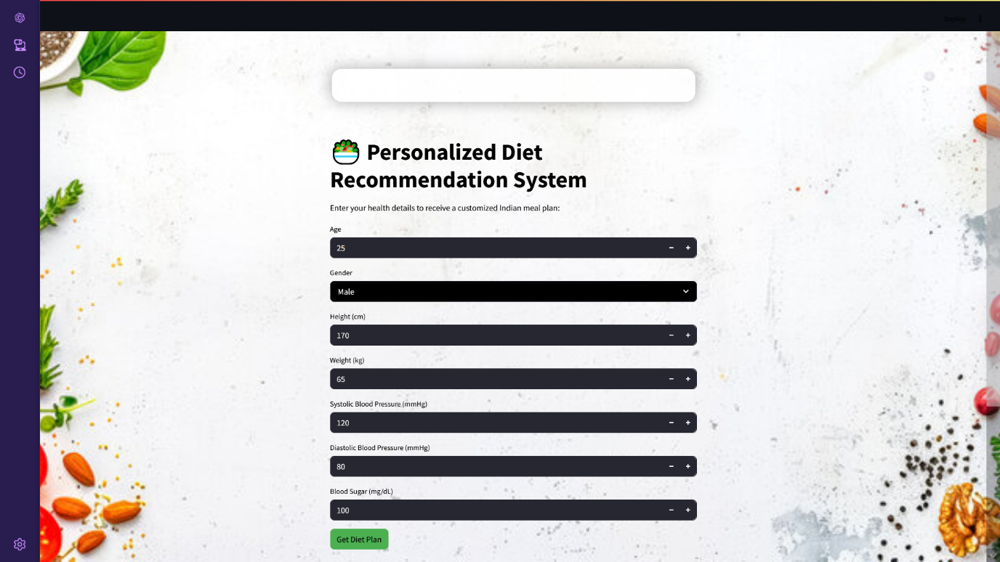 Deploy
Personalized Diet
Recommendation System
Enter your health details to receive a customized Indian meal plan:
Age
25
Gender
Male
Height (cm)
170
Weight (kg)
65
Systolic Blood Pressure (mmHg)
120
Diastolic Blood Pressure (mmHg)
80
Blood Sugar (mg/dL)
100
Get Diet Plan